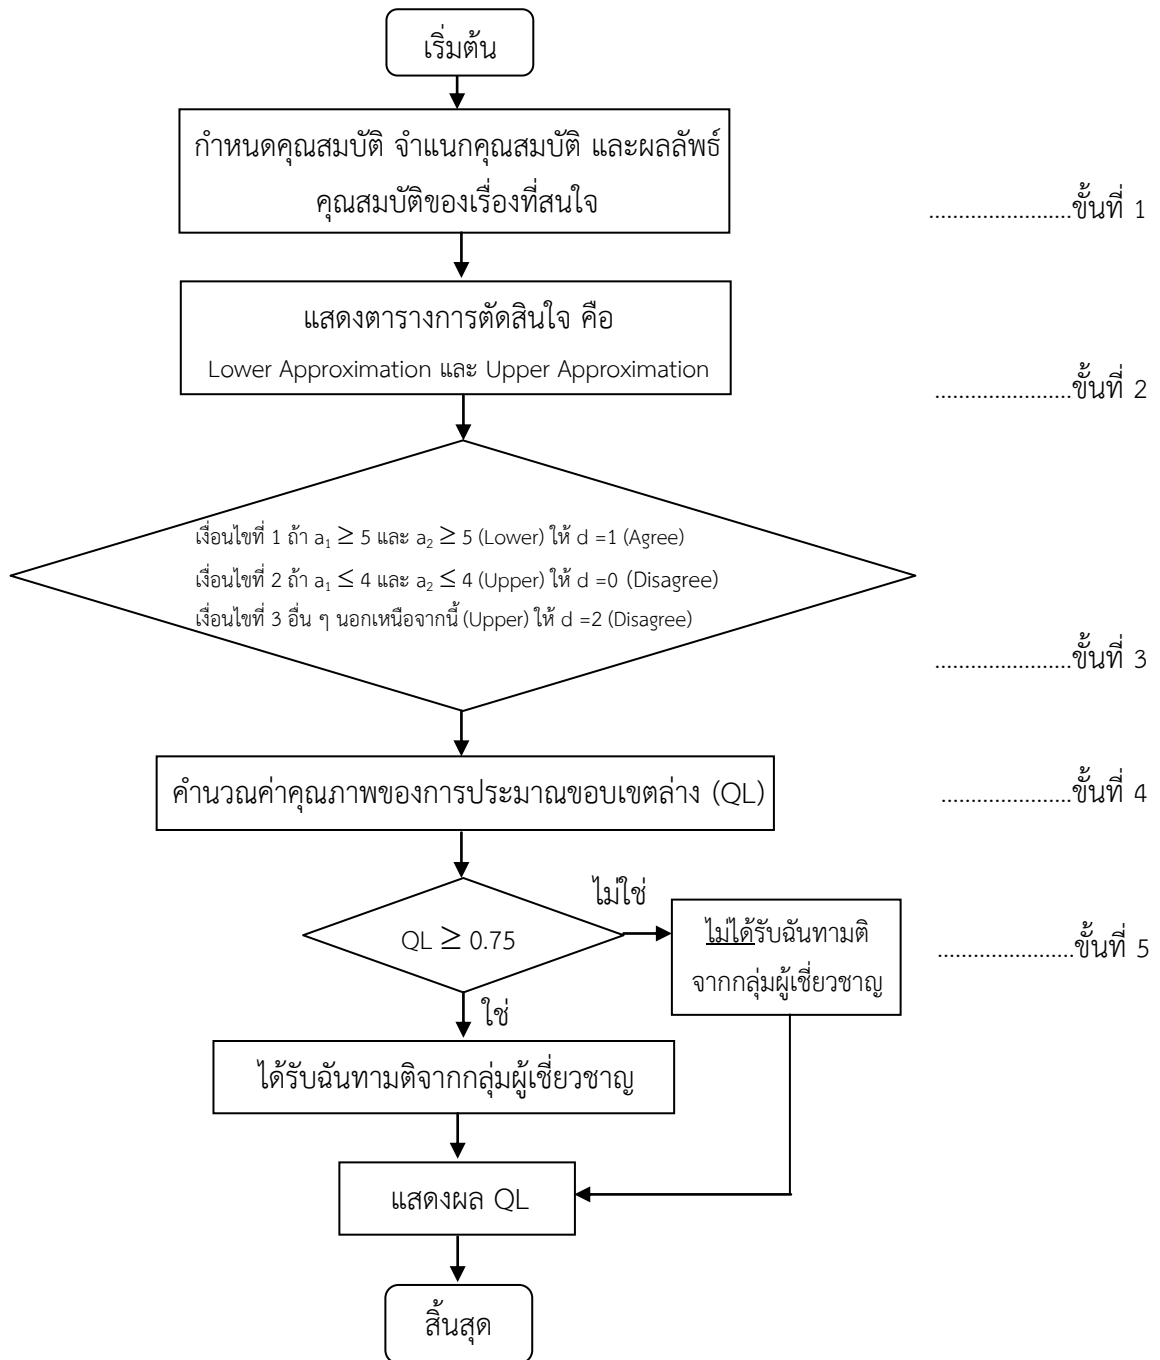 เริ่มต้น
กำหนดคุณสมบัติ จำแนกคุณสมบัติ และผลลัพธ์
คุณสมบัติของเรื่องที่สนใจ
........................ขั้นที่ 1
แสดงตารางการตัดสินใจ คือ
Lower Approximation และ Upper Approximation
.......................ขั้นที่ 2
เงื่อนไขที่ 1 ถ้า a₁ ≥ 5 และ a₂ ≥ 5 (Lower) ให้ d =1 (Agree)
เงื่อนไขที่ 2 ถ้า a₁ ≤ 4 และ a₂ ≤ 4 (Upper) ให้ d =0 (Disagree)
เงื่อนไขที่ 3 อื่น ๆ นอกเหนือจากนี้ (Upper) ให้ d =2 (Disagree)
.......................ขั้นที่ 3
คำนวณค่าคุณภาพของการประมาณขอบเขตล่าง (QL)
......................ขั้นที่ 4
QL ≥ 0.75
ไม่ใช่
ไม่ได้รับฉันทามติ
จากกลุ่มผู้เชี่ยวชาญ
.......................ขั้นที่ 5
ใช่
ได้รับฉันทามติจากกลุ่มผู้เชี่ยวชาญ
แสดงผล QL
สิ้นสุด